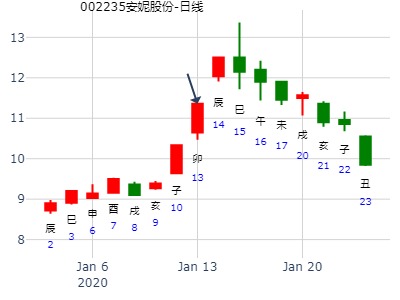 002235安妮股份-日线
13
12
11
10
9
8
辰
2
巳
3
申
6
酉
7
戌
8
亥
9
子
10
卯
13
辰
14
巳
15
午
16
未
17
戌
20
亥
21
子
22
丑
23
Jan 6
2020
Jan 13
Jan 20